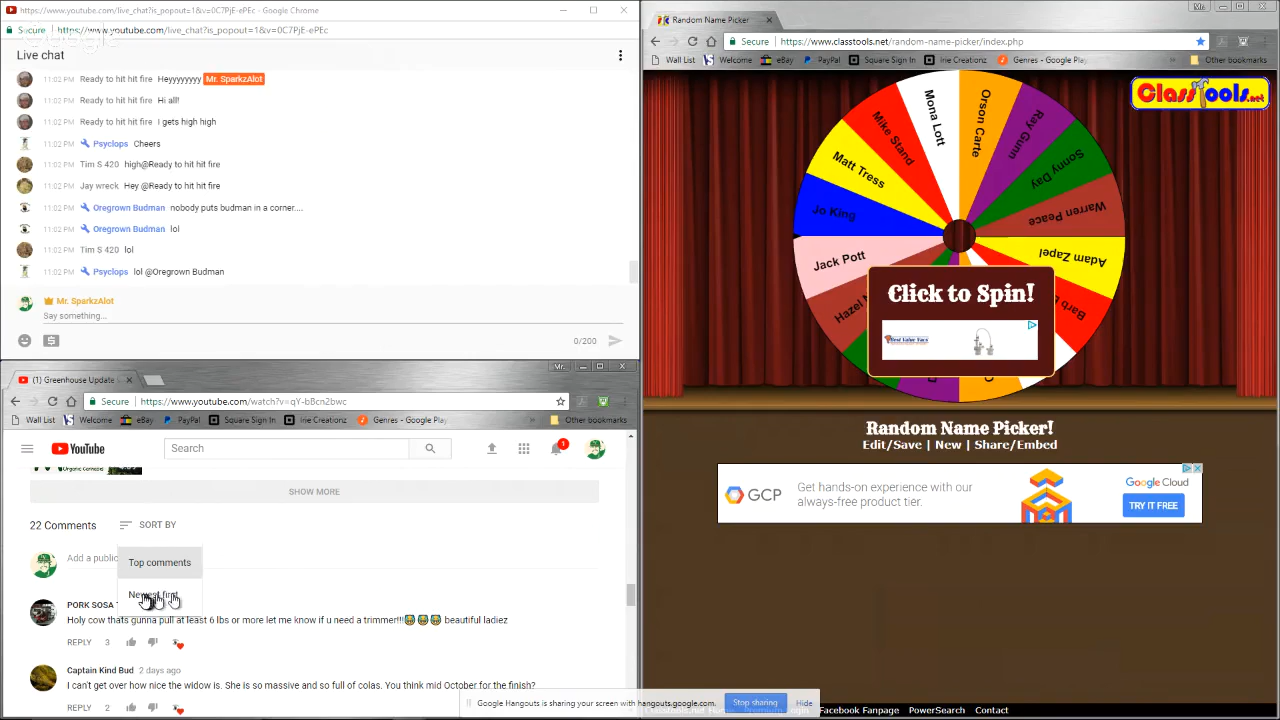 https://www.youtube.com/live_chat?is_popout=1&v=0C7PjE-ePEc - Google Chrome
Secure https://www.youtube.com/live_chat?is_popout=1&v=0C7PjE-ePEc
Live chat
11:02 PM Ready to hit hit fire Heyyyyyyy Mr. SparkzAlot
11:02 PM Ready to hit hit fire Hi all!
11:02 PM Ready to hit hit fire I gets high high
11:02 PM Psyclops Cheers
11:02 PM Tim S 420 high@Ready to hit hit fire
11:02 PM Jay wreck Hey @Ready to hit hit fire
11:02 PM Oregrown Budman nobody puts budman in a corner....
11:02 PM Oregrown Budman lol
11:02 PM Tim S 420 lol
11:02 PM Psyclops lol @Oregrown Budman
Mr. SparkzAlot
Say something...
0/200
(1) Greenhouse Update
Mr.
Secure https://www.youtube.com/watch?v=qY-bBcn2bwc
Wall List Welcome eBay PayPal Square Sign In Irie Creationz Genres - Google Play Other bookmarks
YouTube
Search
1
SHOW MORE
22 Comments SORT BY
Add a public
Top comments
Newest first
PORK SOSA
Holy cow thats gunna pull at least 6 lbs or more let me know if u need a trimmer!!! beautiful ladiez
REPLY 3
Captain Kind Bud 2 days ago
I can't get over how nice the widow is. She is so massive and so full of colas. You think mid October for the finish?
REPLY 2
Google Hangouts is sharing your screen with hangouts.google.com. Stop sharing Hide
Random Name Picker
Secure https://www.classtools.net/random-name-picker/index.php
Wall List Welcome eBay PayPal Square Sign In Irie Creationz Genres - Google Play Other bookmarks
ClassTools.net
Mona Lott
Orson Carte
Mike Stand
Ray Gunn
Matt Tress
Sonny Day
Jo King
Warren Peace
Jack Pott
Adam Zapel
Hazel
Barb
Click to Spin!
Best Value Vacs
Random Name Picker!
Edit/Save | New | Share/Embed
GCP
Get hands-on experience with our
always-free product tier.
Google Cloud
TRY IT FREE
Facebook Fanpage PowerSearch Contact